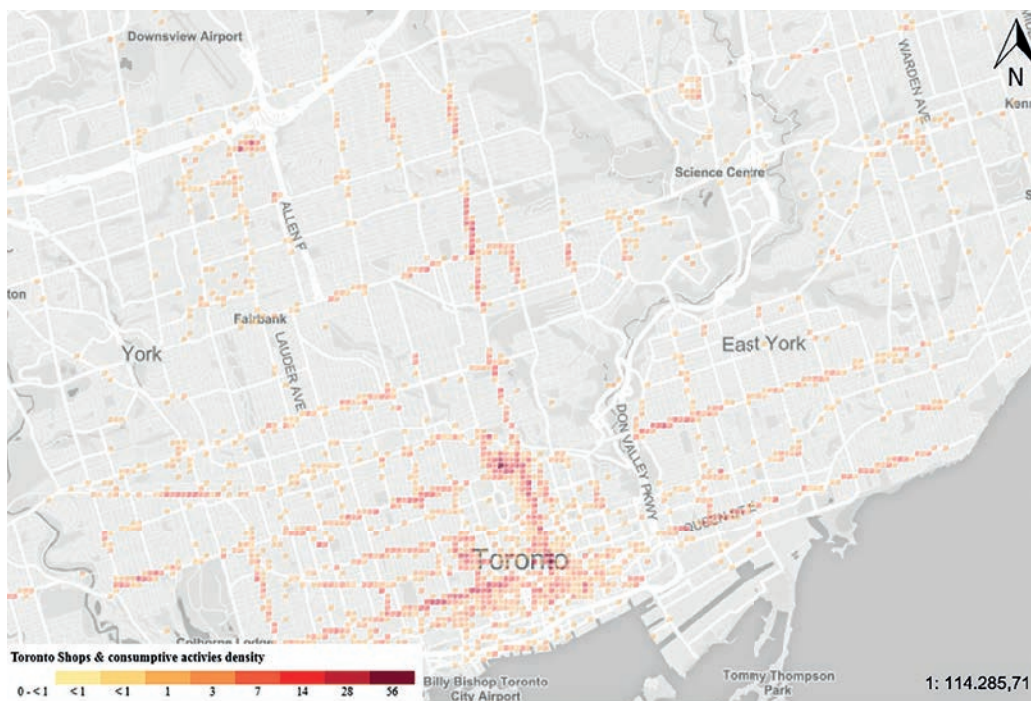 Downsview Airport
WARDEN AVE
N
Kenn
Science Centre
ALLEN R
ton
Fairbank
York
LAUDER AVE
East York
DON VALLEY PKWY
QUEEN ST E
Toronto
Toronto Shops & consumptive activies density
0 - < 1 < 1 < 1 1 3 7 14 28 56
Billy Bishop Toronto
City Airport
Tommy Thompson
Park
1: 114.285,71